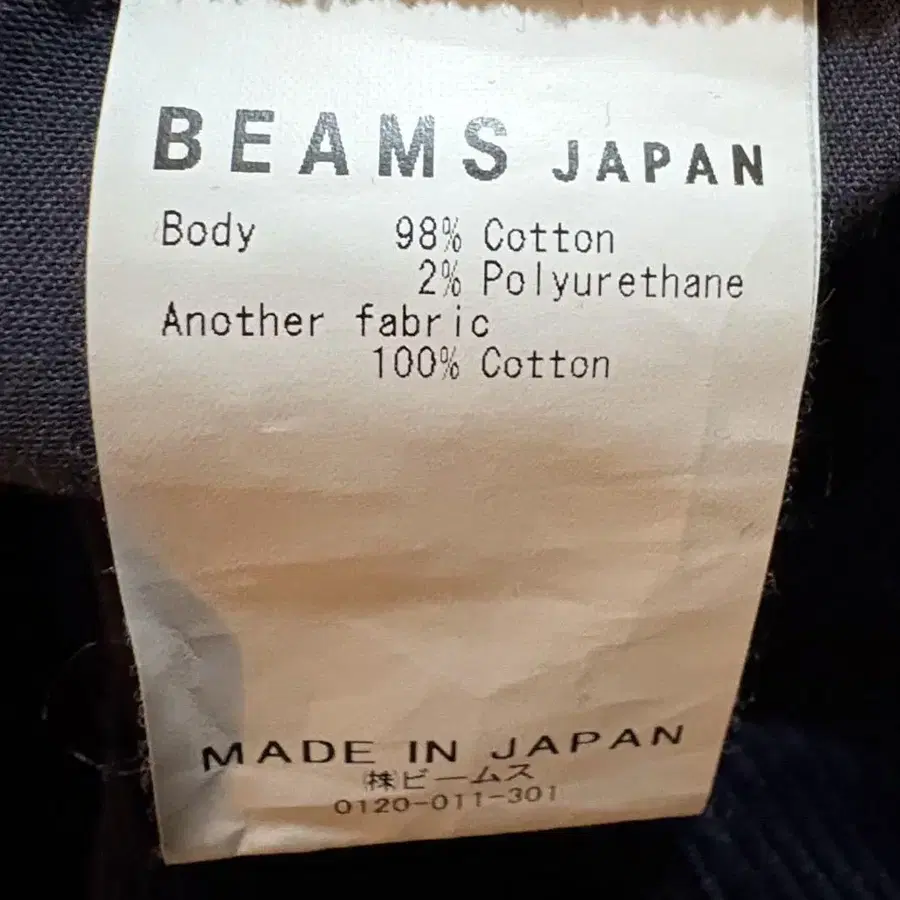 BEAMS JAPAN
Body 98% Cotton
2% Polyurethane
Another fabric
100% Cotton
MADE IN JAPAN
㈱ビームス
0120-011-301